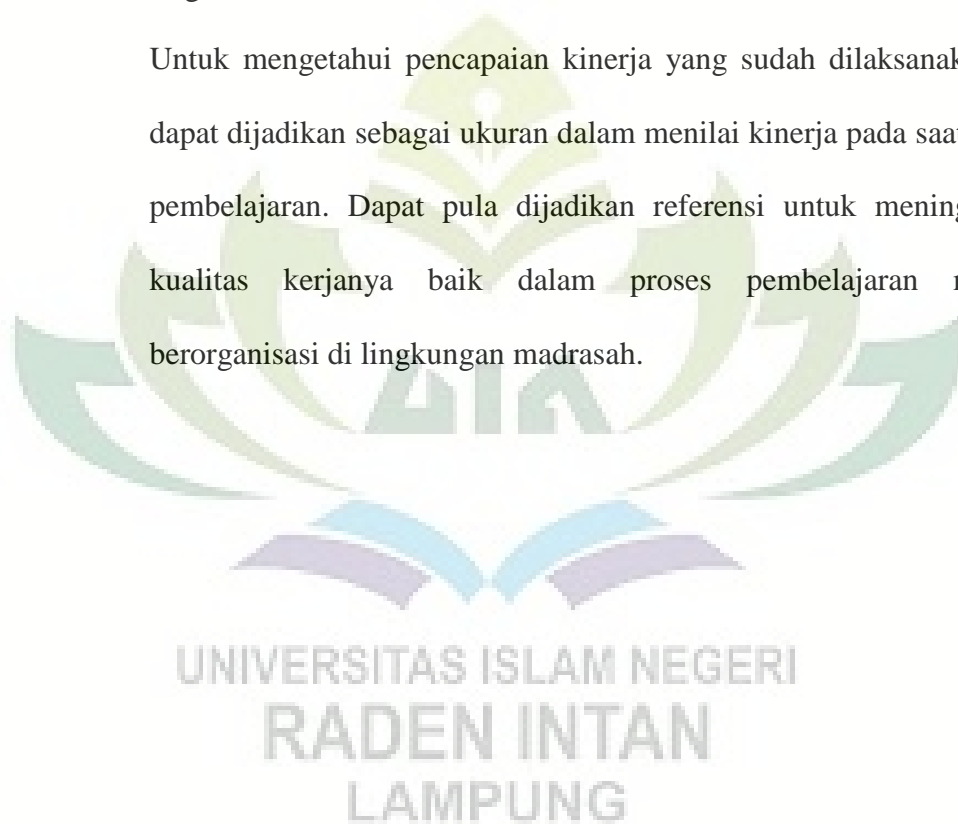 Untuk mengetahui pencapaian kinerja yang sudah dilaksanak
dapat dijadikan sebagai ukuran dalam menilai kinerja pada saa
pembelajaran. Dapat pula dijadikan referensi untuk mening
kualitas kerjanya baik dalam proses pembelajaran
berorganisasi di lingkungan madrasah.
UNIVERSITAS ISLAM NEGERI
RADEN INTAN
LAMPUNG